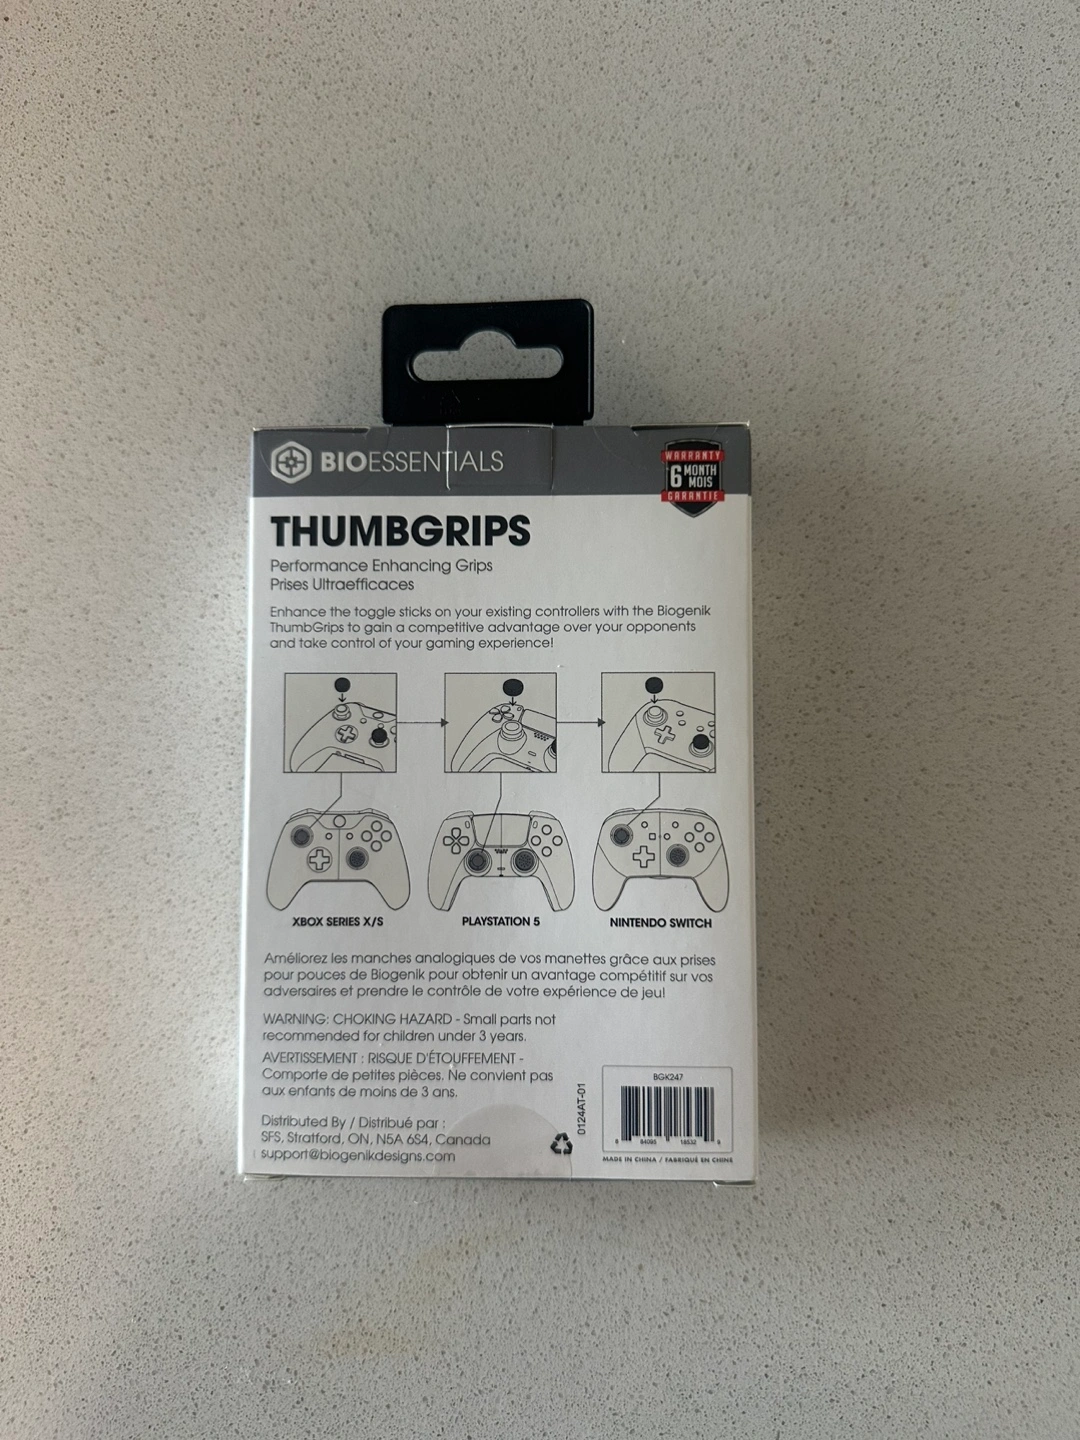 BIOESSENTIALS
WARRANTY
6 MONTH
MOIS
GARANTIE
THUMBGRIPS
Performance Enhancing Grips
Prises Ultraefficaces
Enhance the toggle sticks on your existing controllers with the Biogenik
ThumbGrips to gain a competitive advantage over your opponents
and take control of your gaming experience!
XBOX SERIES X/S
PLAYSTATION 5
NINTENDO SWITCH
Améliorez les manches analogiques de vos manettes grâce aux prises
pour pouces de Biogenik pour obtenir un avantage compétitif sur vos
adversaires et prendre le contrôle de votre expérience de jeu!
WARNING: CHOKING HAZARD - Small parts not
recommended for children under 3 years.
AVERTISSEMENT : RISQUE D'ÉTOUFFEMENT -
Comporte de petites pièces. Ne convient pas
aux enfants de moins de 3 ans.
Distribued By / Distribué par :
SFS, Stratford, ON, N5A 6S4, Canada
support@biogenikdesigns.com
0124AT-01
BGK247
MADE IN CHINA / FABRIQUÉ EN CHINE